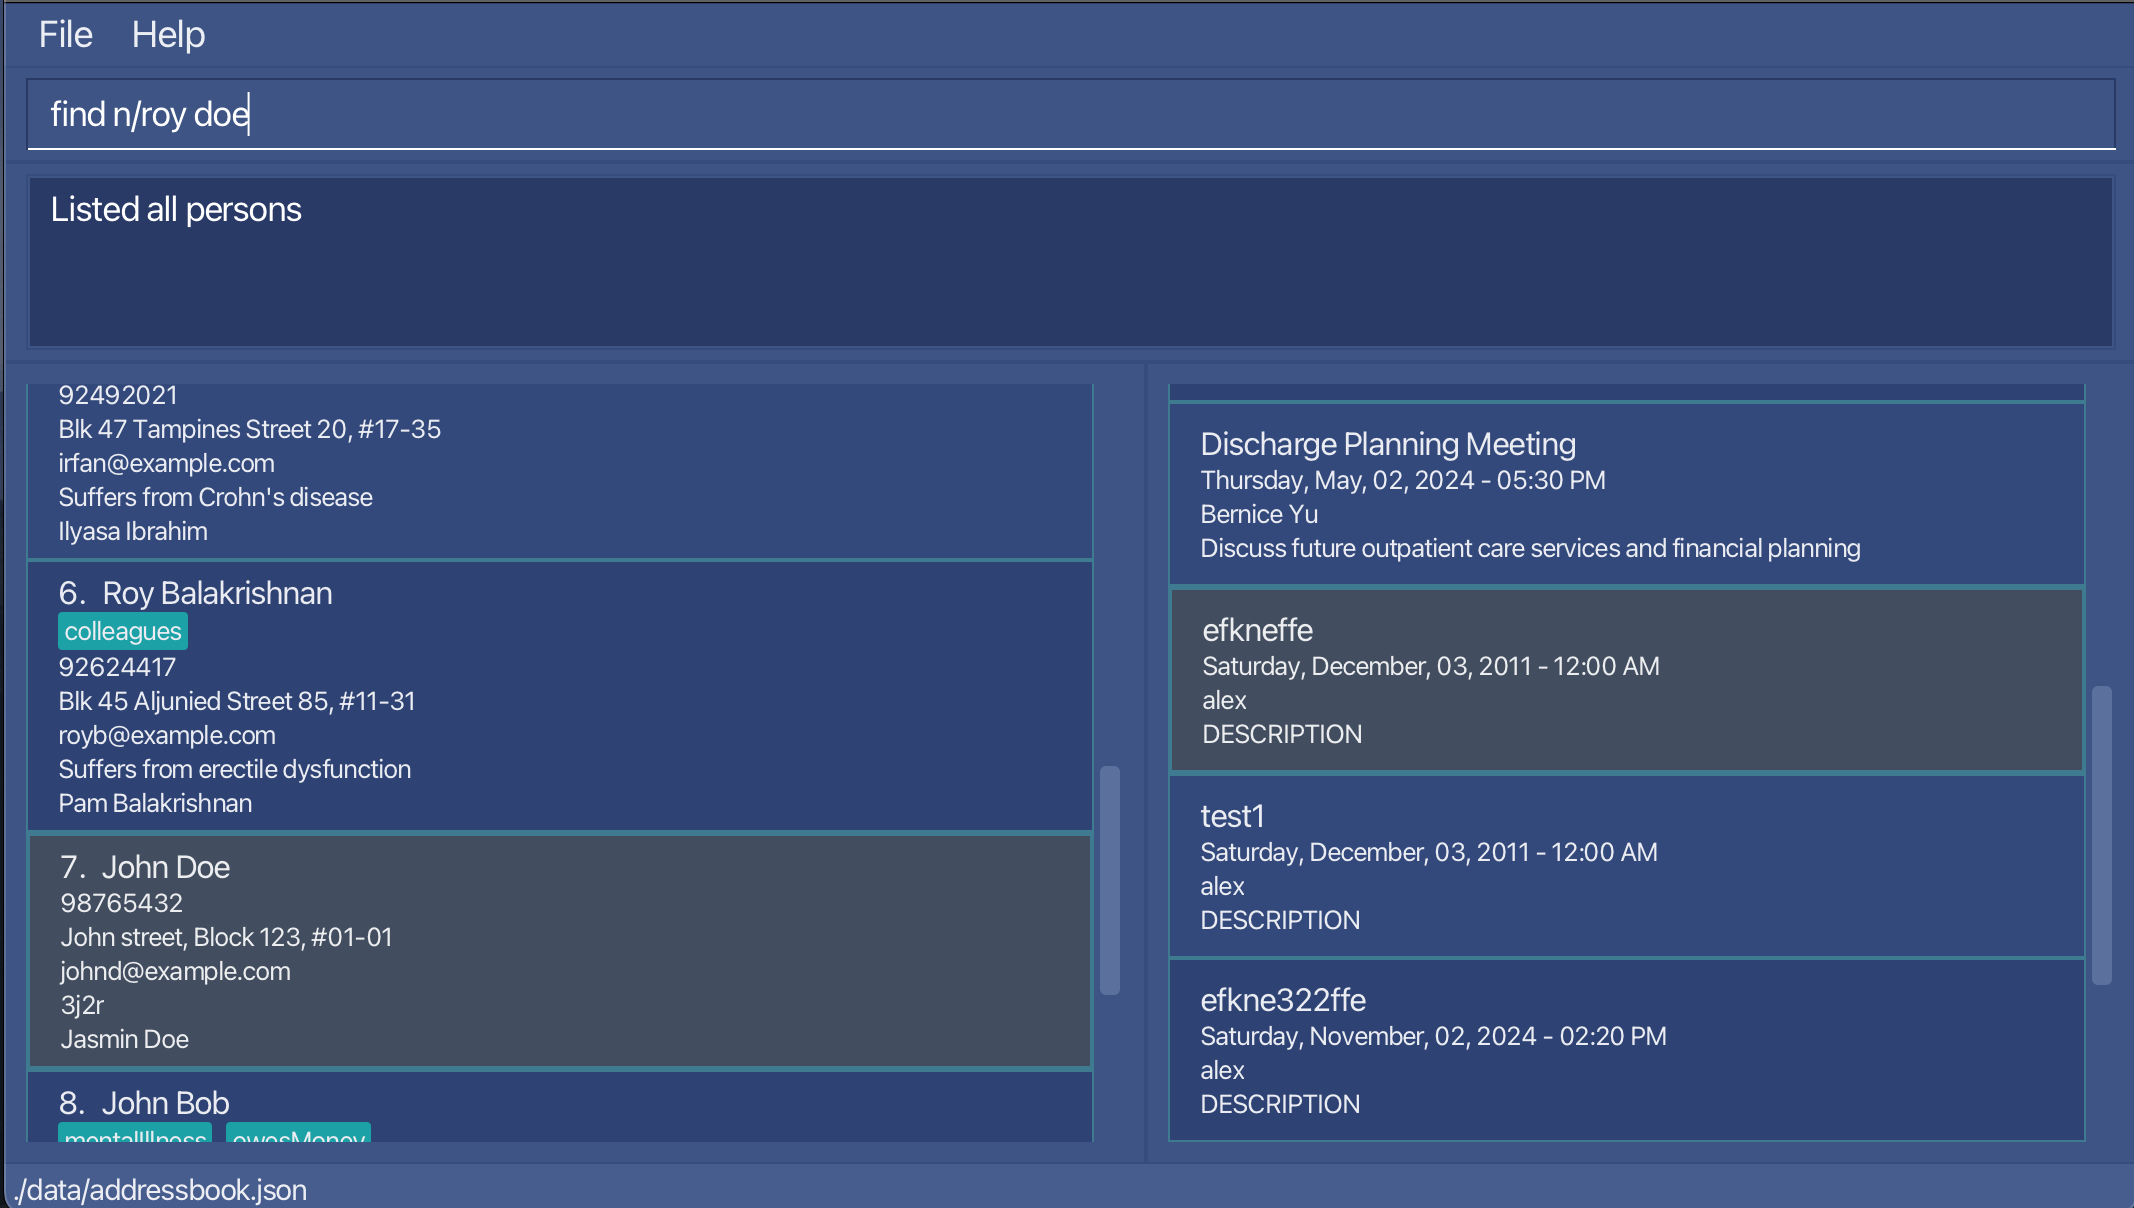 File Help
find n/roy doe
Listed all persons
92492021
Blk 47 Tampines Street 20, #17-35
irfan@example.com
Suffers from Crohn's disease
Ilyasa Ibrahim
6. Roy Balakrishnan
colleagues
92624417
Blk 45 Aljunied Street 85, #11-31
royb@example.com
Suffers from erectile dysfunction
Pam Balakrishnan
7. John Doe
98765432
John street, Block 123, #01-01
johnd@example.com
3j2r
Jasmin Doe
8. John Bob
mentalIllness owesMoney
Discharge Planning Meeting
Thursday, May, 02, 2024 - 05:30 PM
Bernice Yu
Discuss future outpatient care services and financial planning
efkneffe
Saturday, December, 03, 2011 - 12:00 AM
alex
DESCRIPTION
test1
Saturday, December, 03, 2011 - 12:00 AM
alex
DESCRIPTION
efkne322ffe
Saturday, November, 02, 2024 - 02:20 PM
alex
DESCRIPTION
./data/addressbook.json